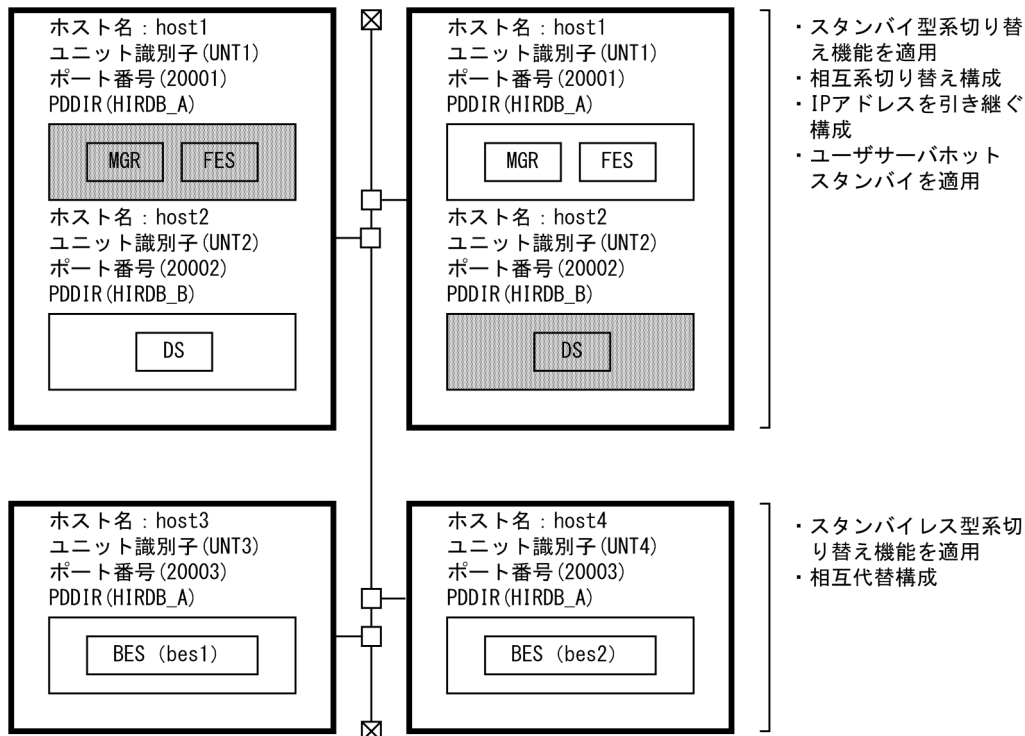 ホスト名：host1
ユニット識別子(UNT1)
ポート番号(20001)
PDDIR(HIRDB_A)
MGR
FES
ホスト名：host2
ユニット識別子(UNT2)
ポート番号(20002)
PDDIR(HIRDB_B)
DS
ホスト名：host1
ユニット識別子(UNT1)
ポート番号(20001)
PDDIR(HIRDB_A)
MGR
FES
ホスト名：host2
ユニット識別子(UNT2)
ポート番号(20002)
PDDIR(HIRDB_B)
DS
・スタンバイ型系切り替
え機能を適用
・相互系切り替え構成
・IPアドレスを引き継ぐ
構成
・ユーザサーバホット
スタンバイを適用
ホスト名：host3
ユニット識別子(UNT3)
ポート番号(20003)
PDDIR(HIRDB_A)
BES (bes1)
ホスト名：host4
ユニット識別子(UNT4)
ポート番号(20003)
PDDIR(HIRDB_A)
BES (bes2)
・スタンバイレス型系切
り替え機能を適用
・相互代替構成